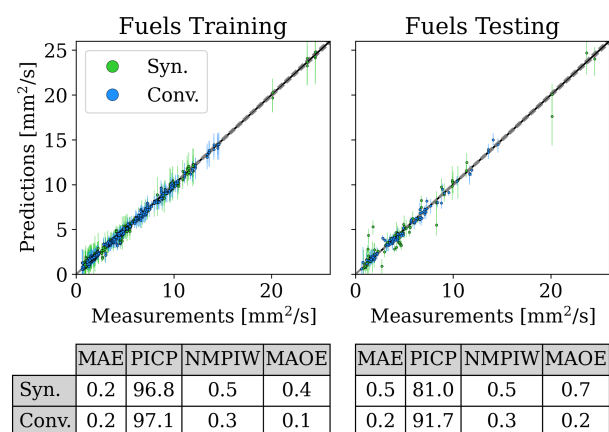 Fuels Training
Fuels Testing
Predictions [mm²/s]
25
20
15
10
5
0
Syn.
Conv.
0 10 20
0 10 20
Measurements [mm²/s]
Measurements [mm²/s]
MAE PICP NMPIW MAOE
Syn. 0.2 96.8 0.5 0.4
Conv. 0.2 97.1 0.3 0.1
MAE PICP NMPIW MAOE
0.5 81.0 0.5 0.7
0.2 91.7 0.3 0.2